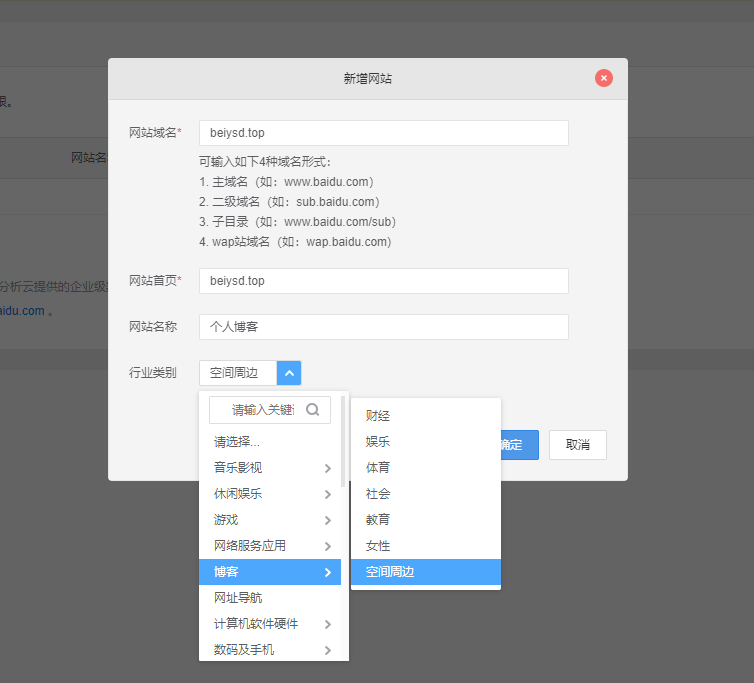 新增网站
限。
网站域名*
beiysd.top
可输入如下4种域名形式：
1. 主域名（如：www.baidu.com）
2. 二级域名（如：sub.baidu.com）
3. 子目录（如：www.baidu.com/sub）
4. wap站域名（如：wap.baidu.com）
网站名
网站首页*
beiysd.top
分析云提供的企业级
aidu.com 。
网站名称
个人博客
行业类别
空间周边
请输入关键
请选择...
音乐影视
休闲娱乐
游戏
网络服务应用
博客
网址导航
计算机软件硬件
数码及手机
财经
娱乐
体育
社会
教育
女性
空间周边
确定
取消